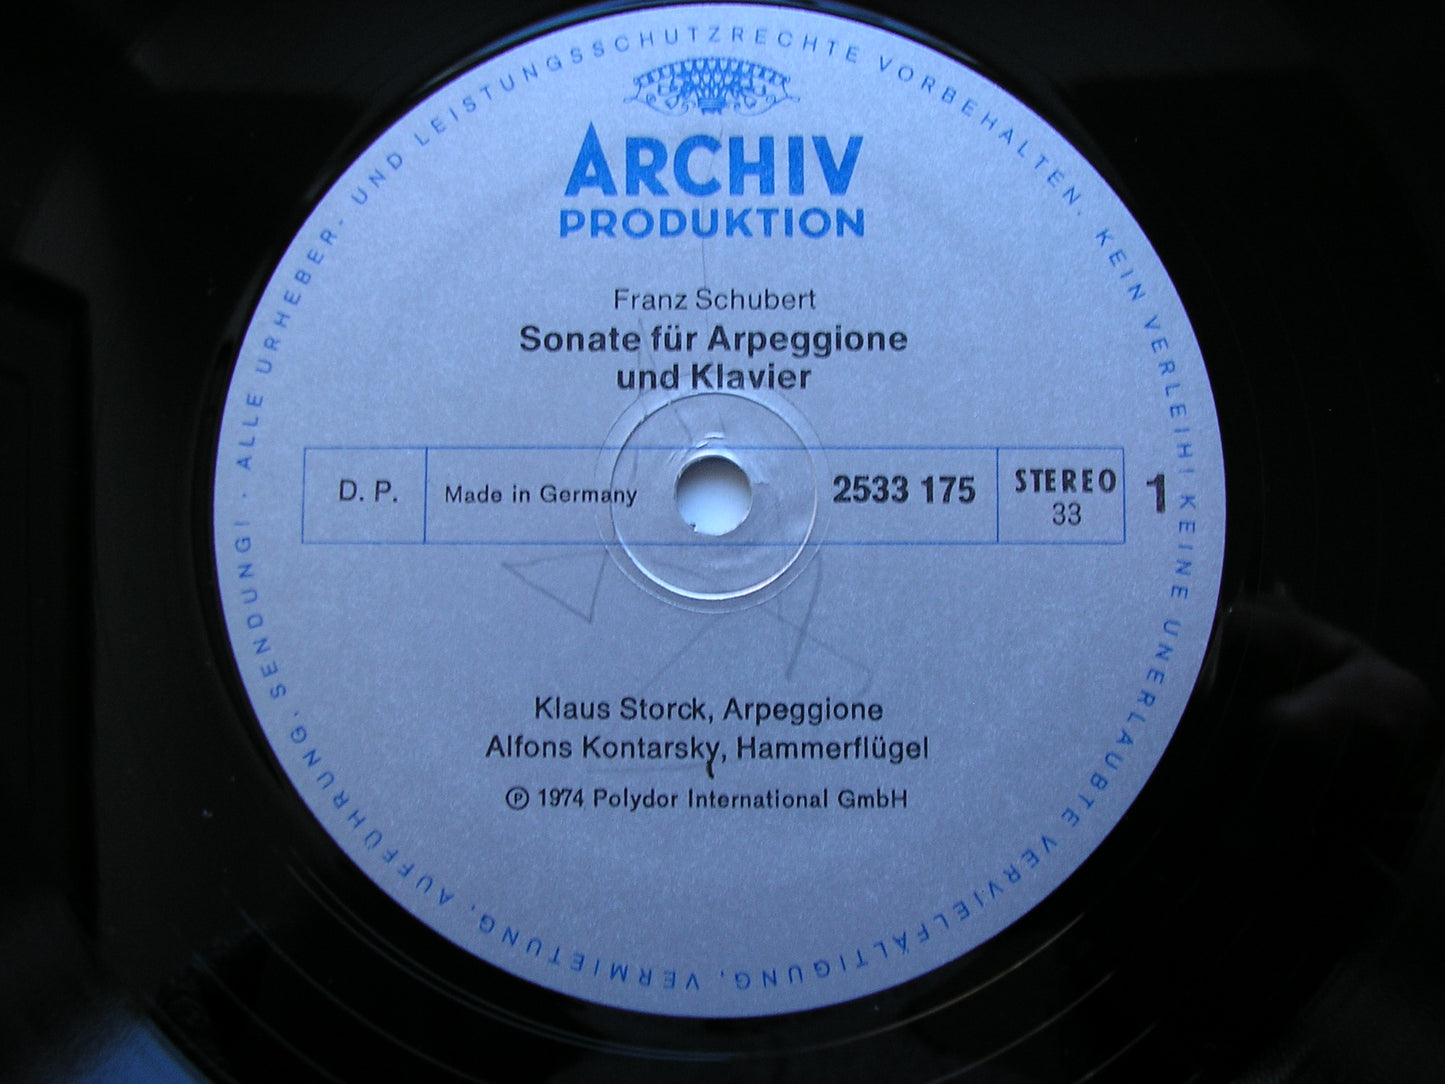 ALLE URHEBER- UND LEISTUNGSSCHUTZRECHTE VORBEHALTEN. KEIN VERLEIH! KEINE UNERLAUBTE VERVIELFÄLTIGUNG, VERMIETUNG, AUFFÜHRUNG, SENDUNG!
ARCHIV
PRODUKTION
Franz Schubert
Sonate für Arpeggione
und Klavier
D. P.
Made in Germany
2533 175
STEREO
33
1
Klaus Storck, Arpeggione
Alfons Kontarsky, Hammerflügel
℗ 1974 Polydor International GmbH